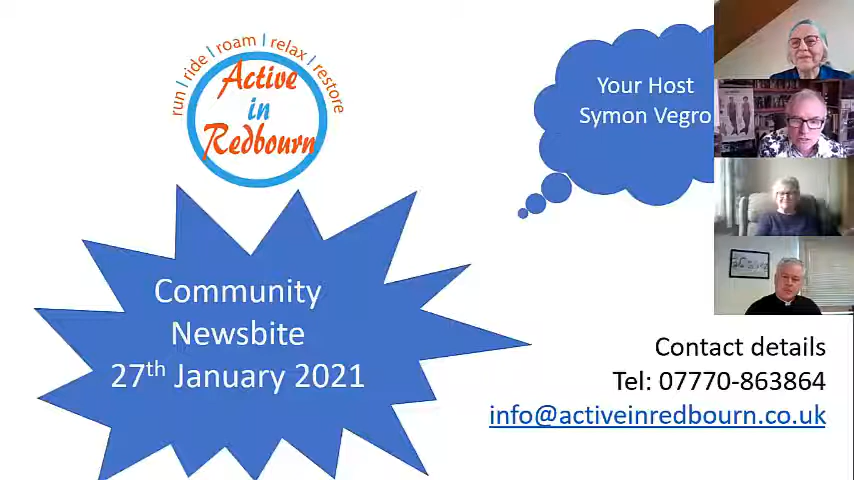 run | ride | roam | relax | restore
Active
in
Redbourn
Your Host
Symon Vegro
Community
Newsbite
27th January 2021
Contact details
Tel: 07770-863864
info@activeinredbourn.co.uk